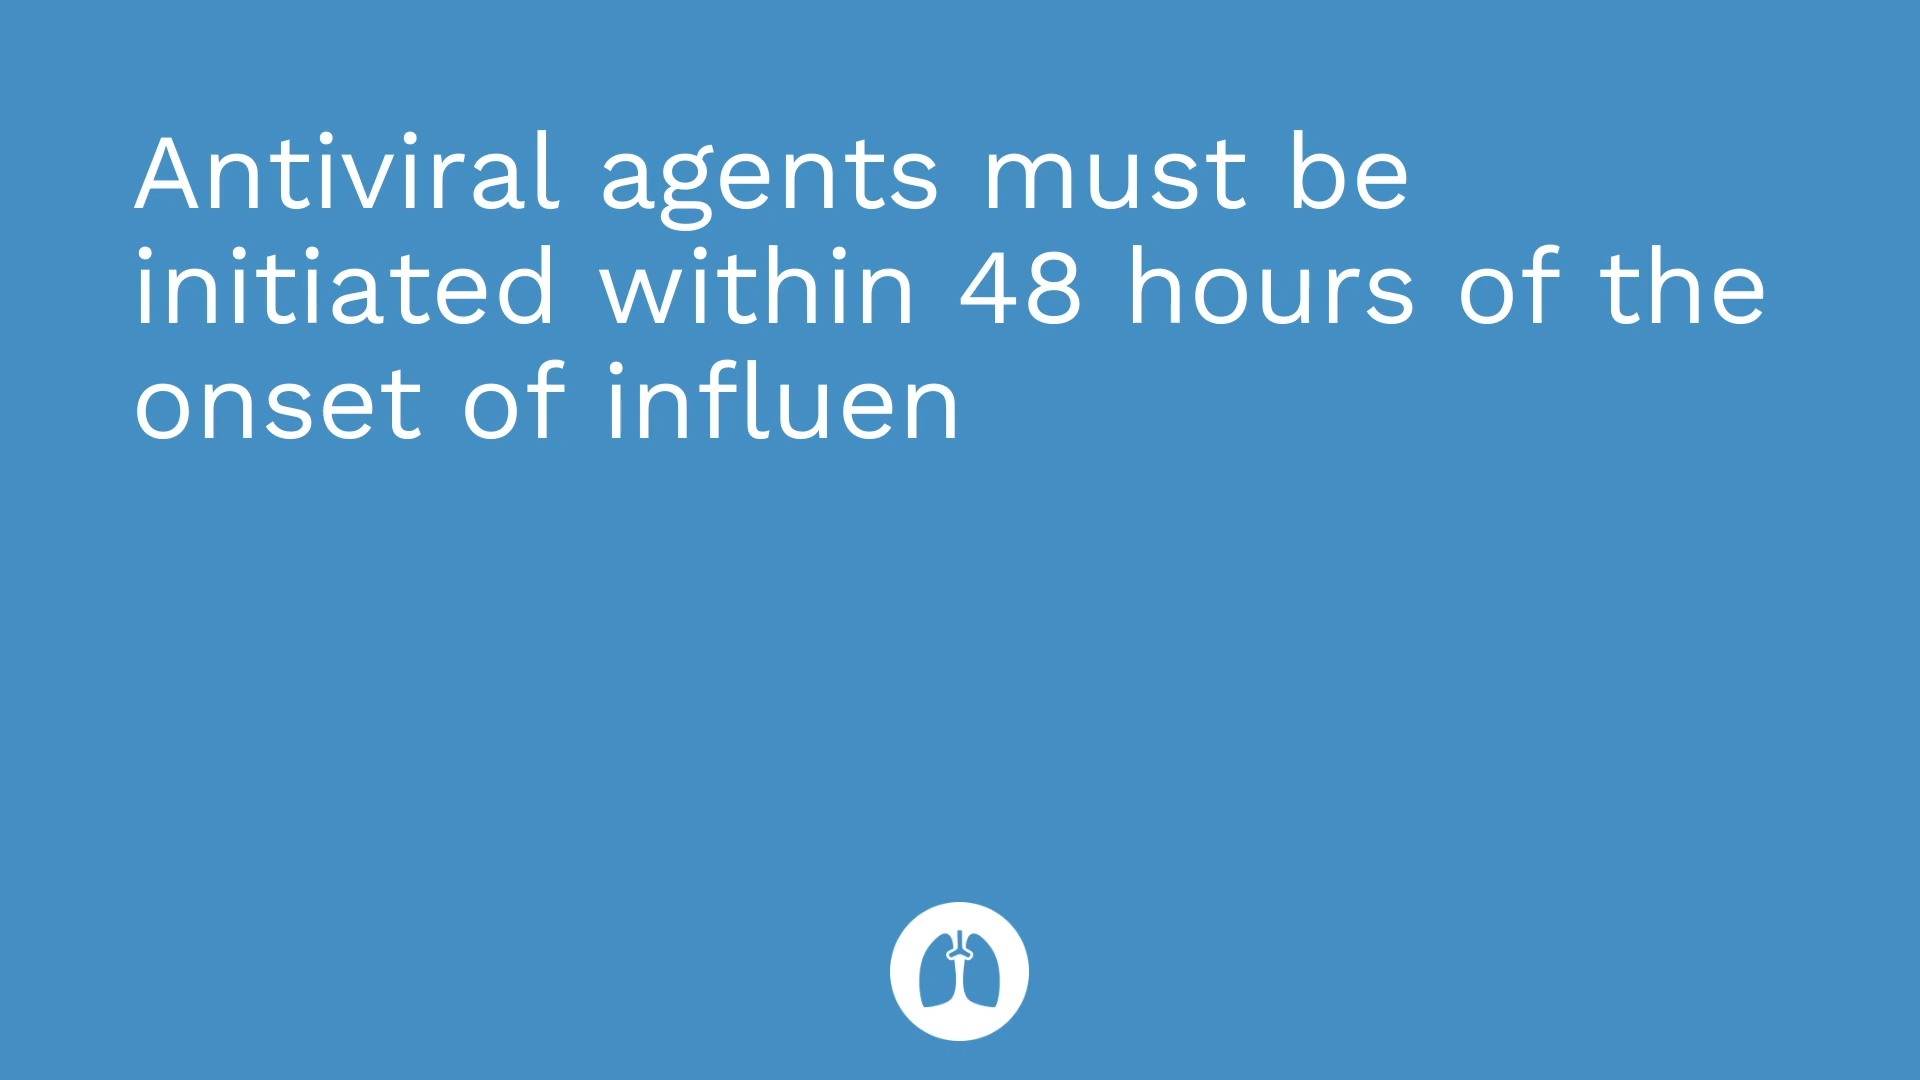 Antiviral agents must be
initiated within 48 hours of the
onset of influen